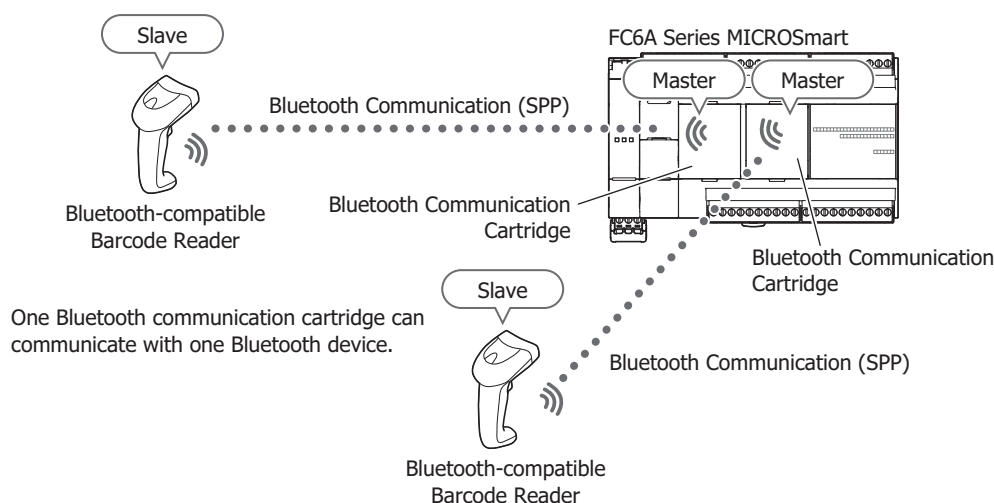 Slave
FC6A Series MICROSmart
Master
Master
Bluetooth Communication (SPP)
Bluetooth-compatible
Barcode Reader
Bluetooth Communication
Cartridge
Bluetooth Communication
Cartridge
Slave
One Bluetooth communication cartridge can
communicate with one Bluetooth device.
Bluetooth Communication (SPP)
Bluetooth-compatible
Barcode Reader